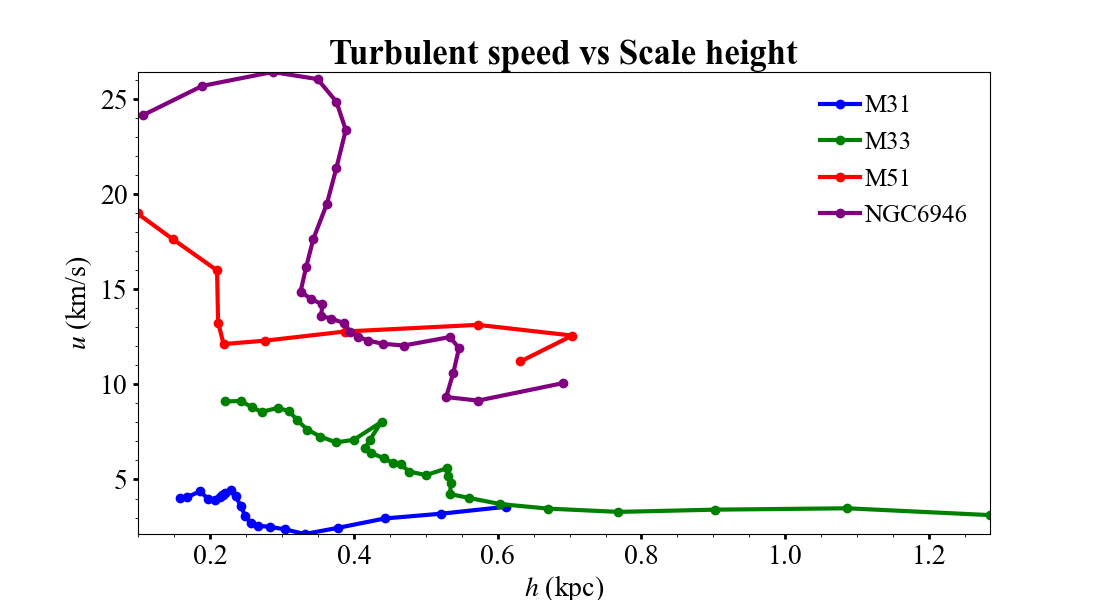 Turbulent speed vs Scale height
25
20
15
10
5
u (km/s)
M31
M33
M51
NGC6946
0.2 0.4 0.6 0.8 1.0 1.2
h (kpc)